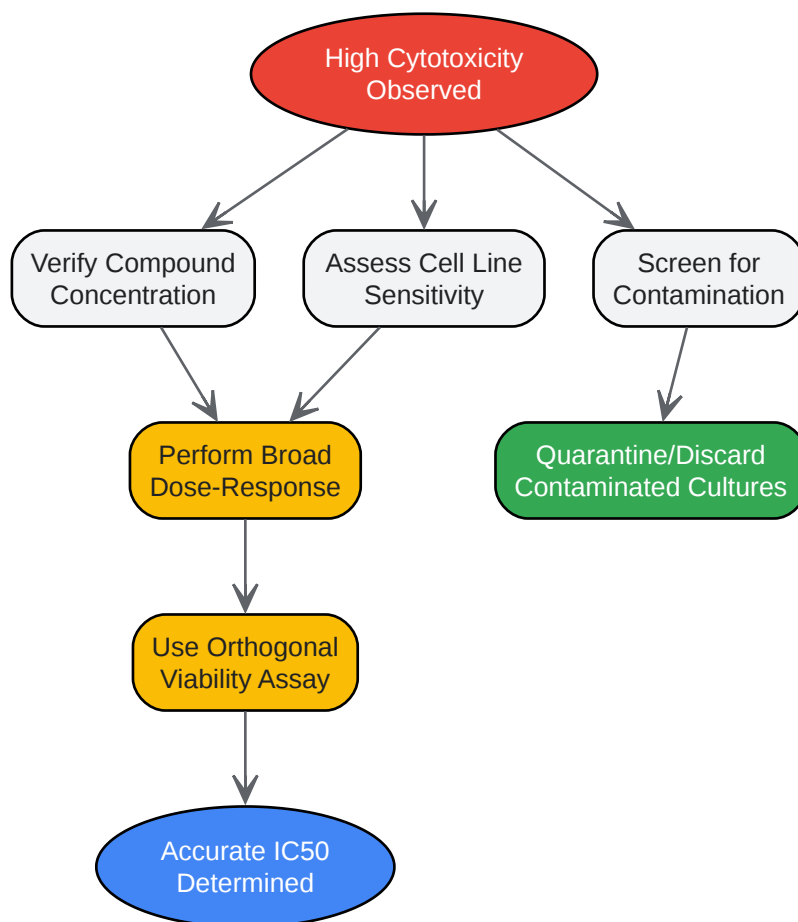 High Cytotoxicity
Observed
Verify Compound
Concentration
Assess Cell Line
Sensitivity
Screen for
Contamination
Perform Broad
Dose-Response
Quarantine/Discard
Contaminated Cultures
Use Orthogonal
Viability Assay
Accurate IC50
Determined